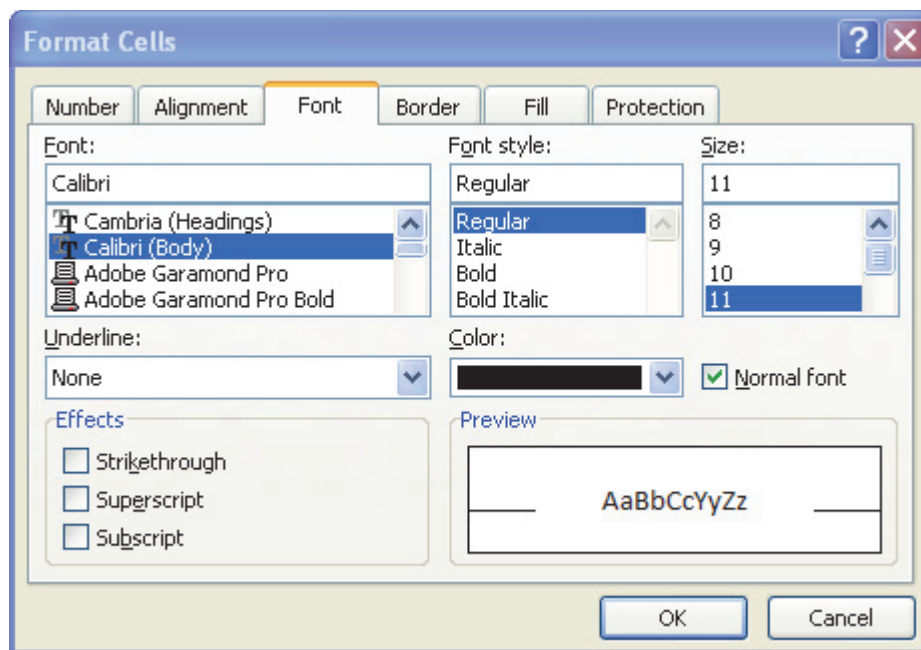 Format Cells
Number Alignment Font Border Fill Protection
Font: Font style: Size:
Calibri Regular 11
Cambria (Headings) Regular 8
Calibri (Body) Italic 9
Adobe Garamond Pro Bold 10
Adobe Garamond Pro Bold Bold Italic 11
Underline: Color:
None Normal font
Effects Preview
Strikethrough
Superscript AaBbCcYyZz
Subscript
OK Cancel